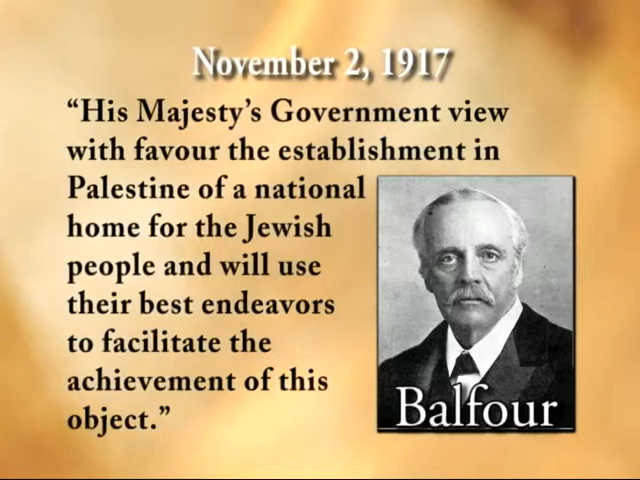 November 2, 1917
“His Majesty’s Government view
with favour the establishment in
Palestine of a national
home for the Jewish
people and will use
their best endeavors
to facilitate the
achievement of this
object.”
Balfour